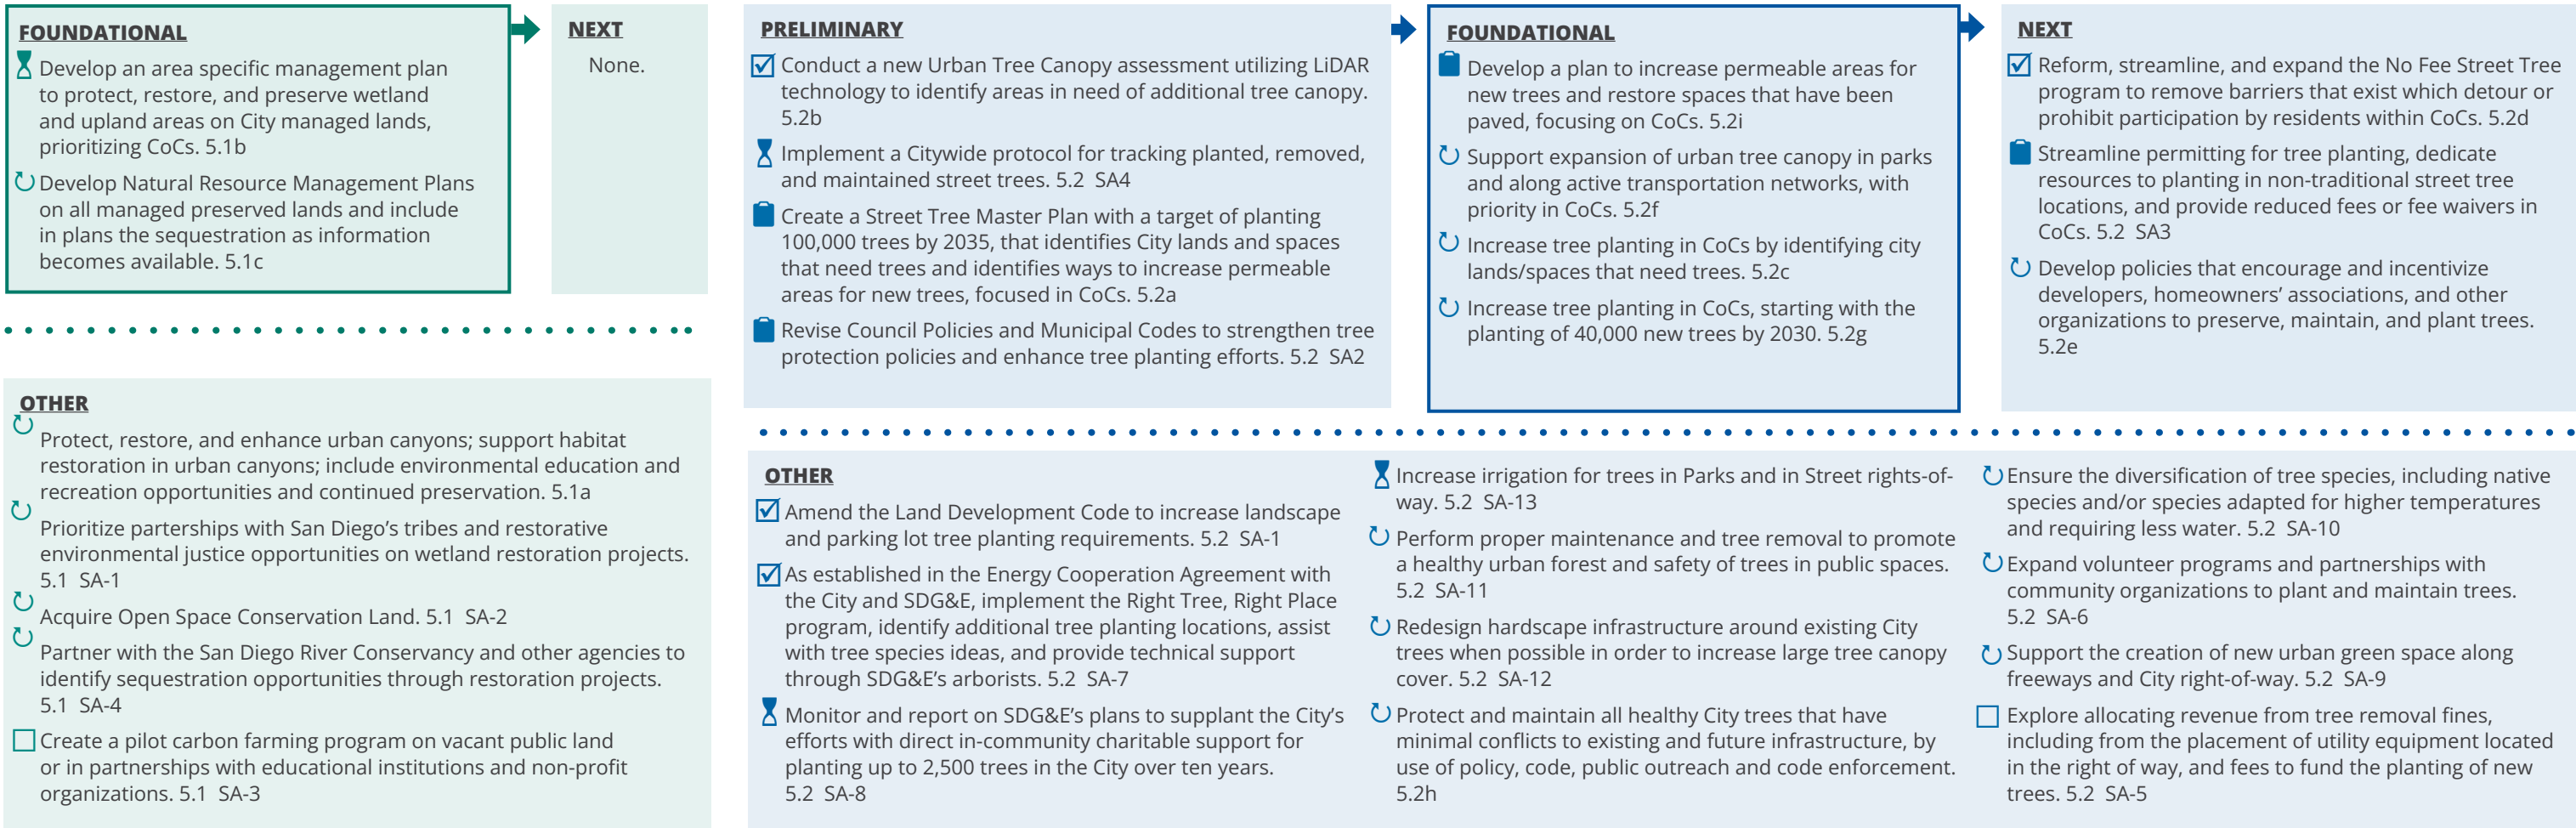 FOUNDATIONAL
Develop an area specific management plan
to protect, restore, and preserve wetland
and upland areas on City managed lands,
prioritizing CoCs. 5.1b
Develop Natural Resource Management Plans
on all managed preserved lands and include
in plans the sequestration as information
becomes available. 5.1c
NEXT
None.
OTHER
Protect, restore, and enhance urban canyons; support habitat
restoration in urban canyons; include environmental education and
recreation opportunities and continued preservation. 5.1a
Prioritize parterships with San Diego’s tribes and restorative
environmental justice opportunities on wetland restoration projects.
5.1 SA-1
Acquire Open Space Conservation Land. 5.1 SA-2
Partner with the San Diego River Conservancy and other agencies to
identify sequestration opportunities through restoration projects.
5.1 SA-4
Create a pilot carbon farming program on vacant public land
or in partnerships with educational institutions and non-profit
organizations. 5.1 SA-3
PRELIMINARY
Conduct a new Urban Tree Canopy assessment utilizing LiDAR
technology to identify areas in need of additional tree canopy.
5.2b
Implement a Citywide protocol for tracking planted, removed,
and maintained street trees. 5.2 SA4
Create a Street Tree Master Plan with a target of planting
100,000 trees by 2035, that identifies City lands and spaces
that need trees and identifies ways to increase permeable
areas for new trees, focused in CoCs. 5.2a
Revise Council Policies and Municipal Codes to strengthen tree
protection policies and enhance tree planting efforts. 5.2 SA2
FOUNDATIONAL
Develop a plan to increase permeable areas for
new trees and restore spaces that have been
paved, focusing on CoCs. 5.2i
Support expansion of urban tree canopy in parks
and along active transportation networks, with
priority in CoCs. 5.2f
Increase tree planting in CoCs by identifying city
lands/spaces that need trees. 5.2c
Increase tree planting in CoCs, starting with the
planting of 40,000 new trees by 2030. 5.2g
NEXT
Reform, streamline, and expand the No Fee Street Tree
program to remove barriers that exist which detour or
prohibit participation by residents within CoCs. 5.2d
Streamline permitting for tree planting, dedicate
resources to planting in non-traditional street tree
locations, and provide reduced fees or fee waivers in
CoCs. 5.2 SA3
Develop policies that encourage and incentivize
developers, homeowners’ associations, and other
organizations to preserve, maintain, and plant trees.
5.2e
OTHER
Amend the Land Development Code to increase landscape
and parking lot tree planting requirements. 5.2 SA-1
As established in the Energy Cooperation Agreement with
the City and SDG&E, implement the Right Tree, Right Place
program, identify additional tree planting locations, assist
with tree species ideas, and provide technical support
through SDG&E’s arborists. 5.2 SA-7
Monitor and report on SDG&E’s plans to supplant the City’s
efforts with direct in-community charitable support for
planting up to 2,500 trees in the City over ten years.
5.2 SA-8
Increase irrigation for trees in Parks and in Street rights-of-
way. 5.2 SA-13
Perform proper maintenance and tree removal to promote
a healthy urban forest and safety of trees in public spaces.
5.2 SA-11
Redesign hardscape infrastructure around existing City
trees when possible in order to increase large tree canopy
cover. 5.2 SA-12
Protect and maintain all healthy City trees that have
minimal conflicts to existing and future infrastructure, by
use of policy, code, public outreach and code enforcement.
5.2h
Ensure the diversification of tree species, including native
species and/or species adapted for higher temperatures
and requiring less water. 5.2 SA-10
Expand volunteer programs and partnerships with
community organizations to plant and maintain trees.
5.2 SA-6
Support the creation of new urban green space along
freeways and City right-of-way. 5.2 SA-9
Explore allocating revenue from tree removal fines,
including from the placement of utility equipment located
in the right of way, and fees to fund the planting of new
trees. 5.2 SA-5